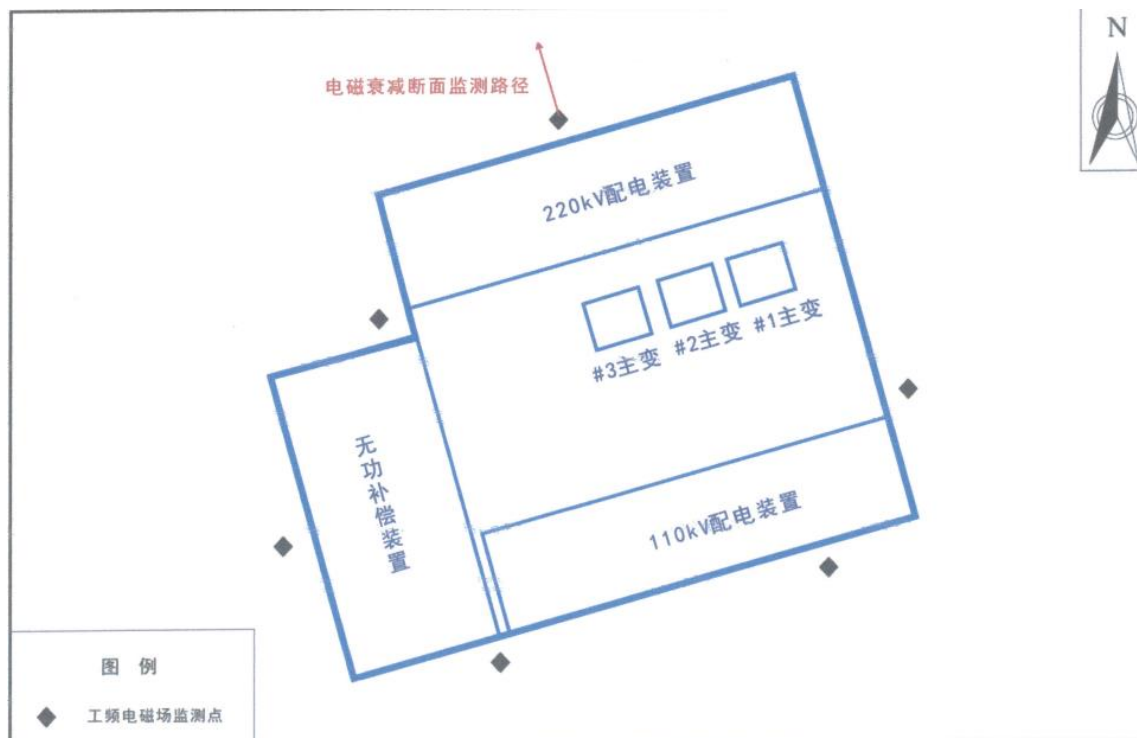 N
电磁衰减断面监测路径
220kV配电装置
#3主变 #2主变 #1主变
无功补偿装置
110kV配电装置
图 例
工频电磁场监测点